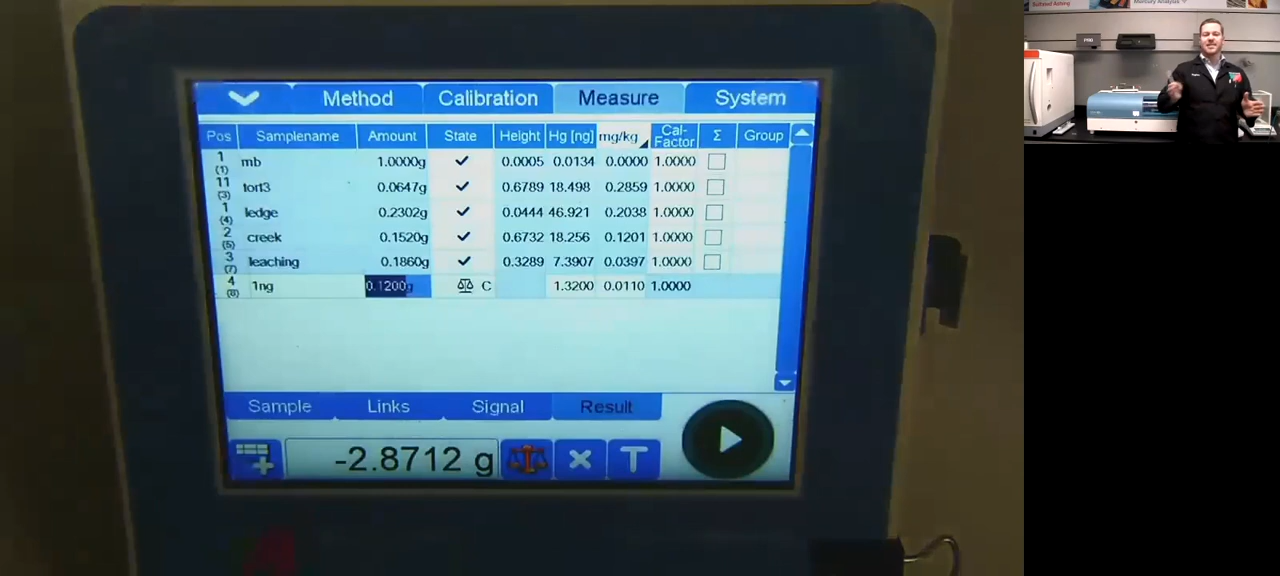 Method Calibration Measure System
Pos Samplename Amount State Height Hg [ng] mg/kg Cal-Factor Σ Group
1 (1) mb 1.0000g ✓ 0.0005 0.0134 0.0000 1.0000
11 (3) tort3 0.0647g ✓ 0.6789 18.498 0.2859 1.0000
1 (4) ledge 0.2302g ✓ 0.0444 46.921 0.2038 1.0000
2 (5) creek 0.1520g ✓ 0.6732 18.256 0.1201 1.0000
3 (7) leaching 0.1860g ✓ 0.3289 7.3907 0.0397 1.0000
4 (8) 1ng 0.1200g C 1.3200 0.0110 1.0000
Sample Links Signal Result
-2.8712 g T
Mercury Analysis